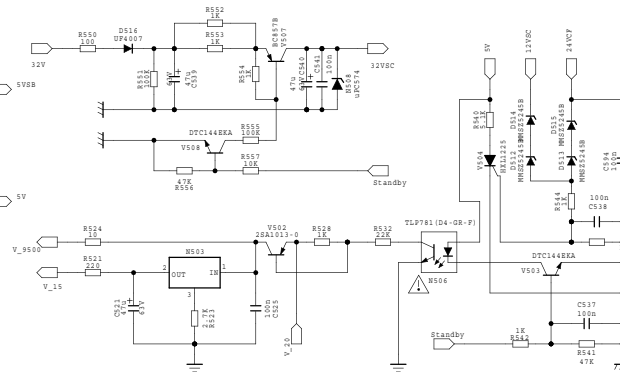 R552
1K
R550
100
D516
UF4007
R553
1K
BC857B
V507
32V
32VSC
R551
100K
63V
47u
C539
R554
1K
47u
63V
C540
C541
100n
N508
uPC574
5VSB
DTC144EKA
V508
R555
100K
R557
10K
47K
R556
Standby
5V
12VSC
24VCF
R540
5.1K
V504
HXL1225
D514
MMSZ5245B
D512
MMSZ5245B
D515
MMSZ5245B
D513
MMSZ5245B
C594
100n
R544
1K
100n
C538
5V
R524
10
V_9500
V502
2SA1013-0
R528
1K
R532
22K
TLP781(D4-GR-F)
N506
DTC144EKA
V503
R521
220
V_15
N503
2
OUT
IN
1
3
C521
47u
63V
2.7K
R523
100n
C525
V_20
C537
100n
Standby
1K
R542
R541
47K